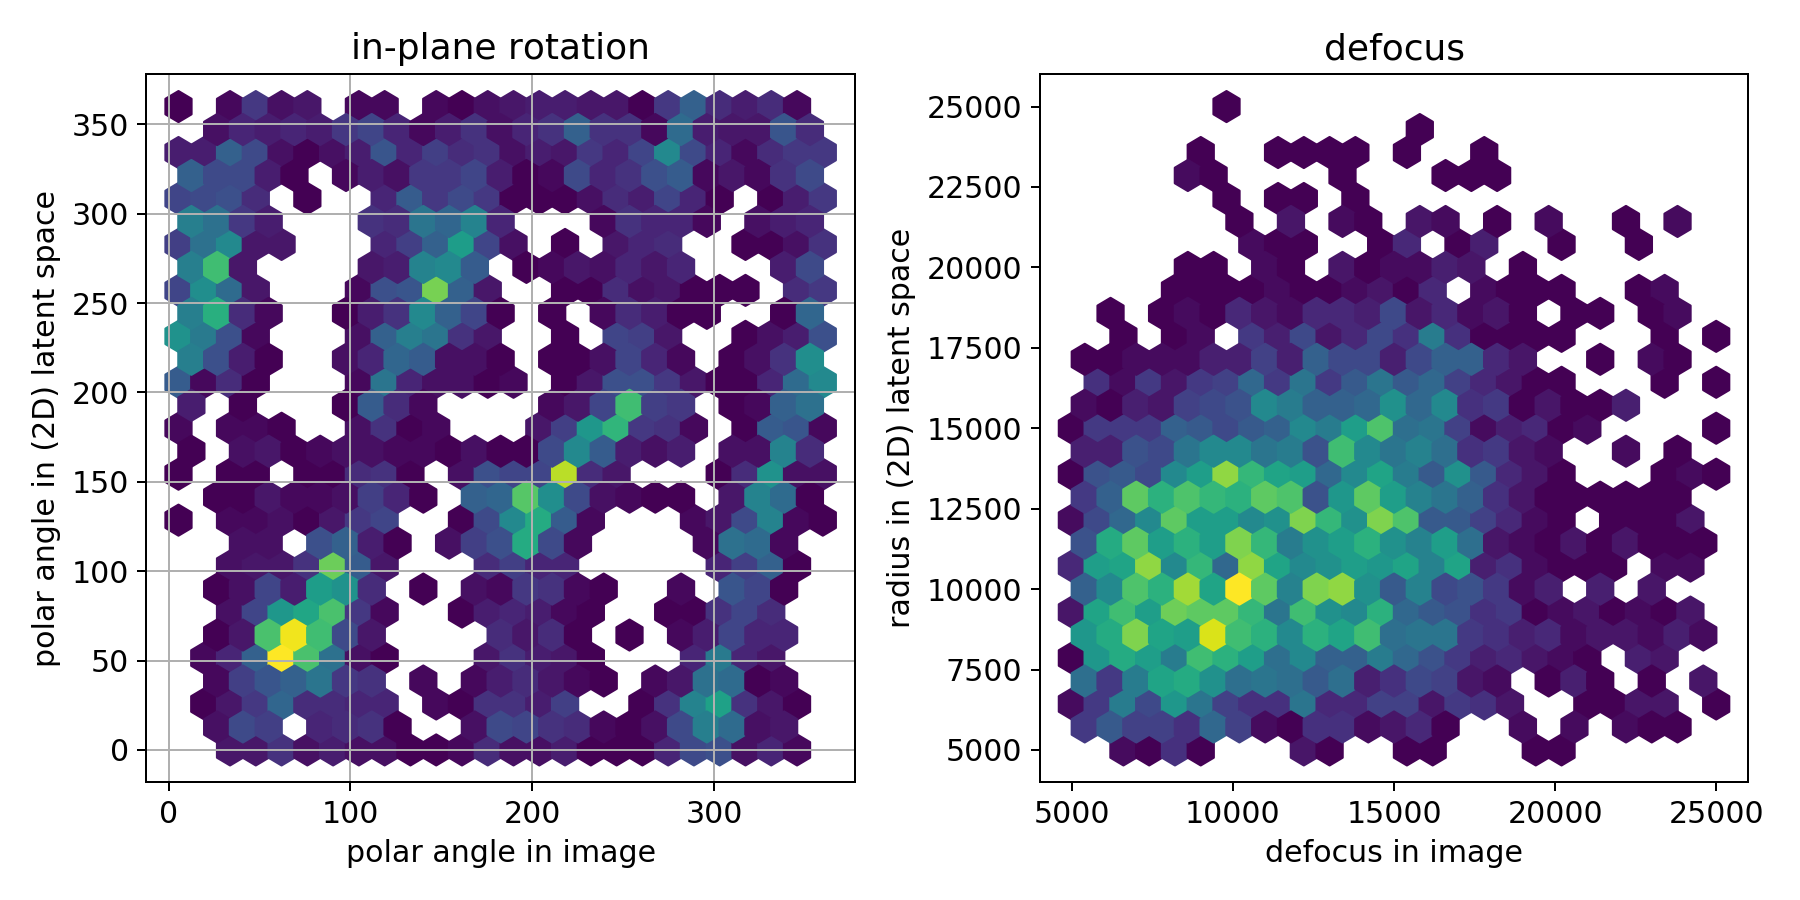 in-plane rotation
polar angle in (2D) latent space
350
300
250
200
150
100
50
0
0 100 200 300
polar angle in image
defocus
radius in (2D) latent space
25000
22500
20000
17500
15000
12500
10000
7500
5000
5000 10000 15000 20000 25000
defocus in image